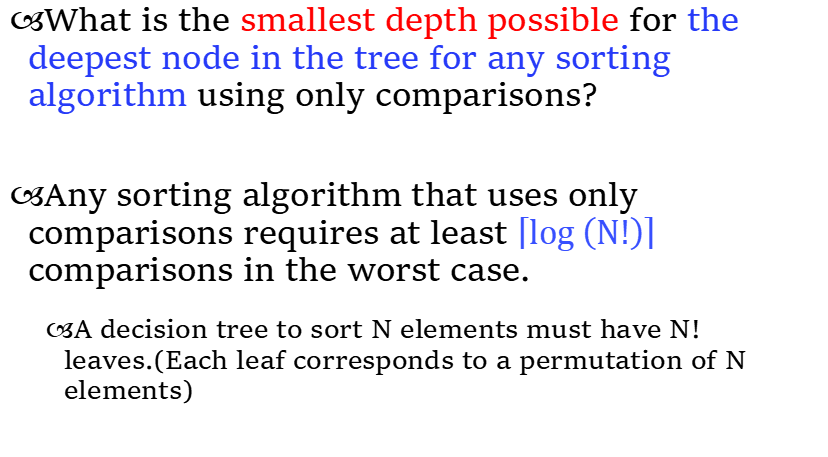 What is the smallest depth possible for the
deepest node in the tree for any sorting
algorithm using only comparisons?
Any sorting algorithm that uses only
comparisons requires at least ⌈log (N!)⌉
comparisons in the worst case.
A decision tree to sort N elements must have N!
leaves.(Each leaf corresponds to a permutation of N
elements)